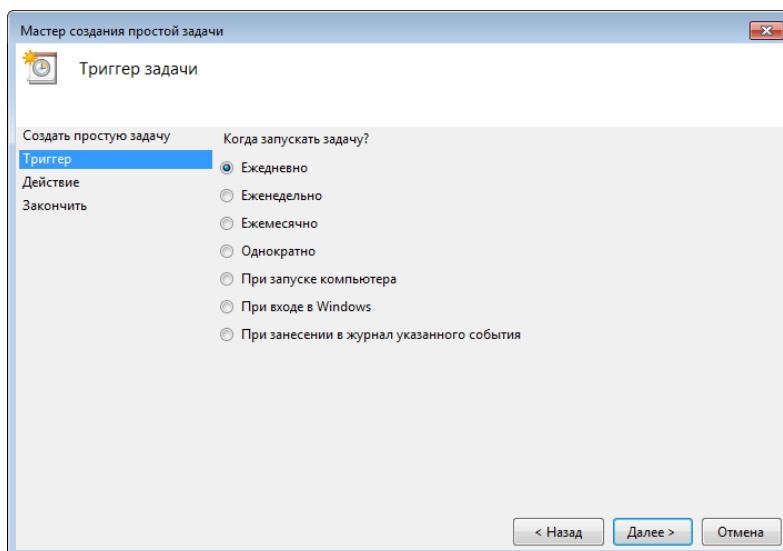 Мастер создания простой задачи
Триггер задачи
Создать простую задачу
Триггер
Действие
Закончить
Когда запускать задачу?
Ежедневно
Еженедельно
Ежемесячно
Однократно
При запуске компьютера
При входе в Windows
При занесении в журнал указанного события
< Назад
Далее >
Отмена